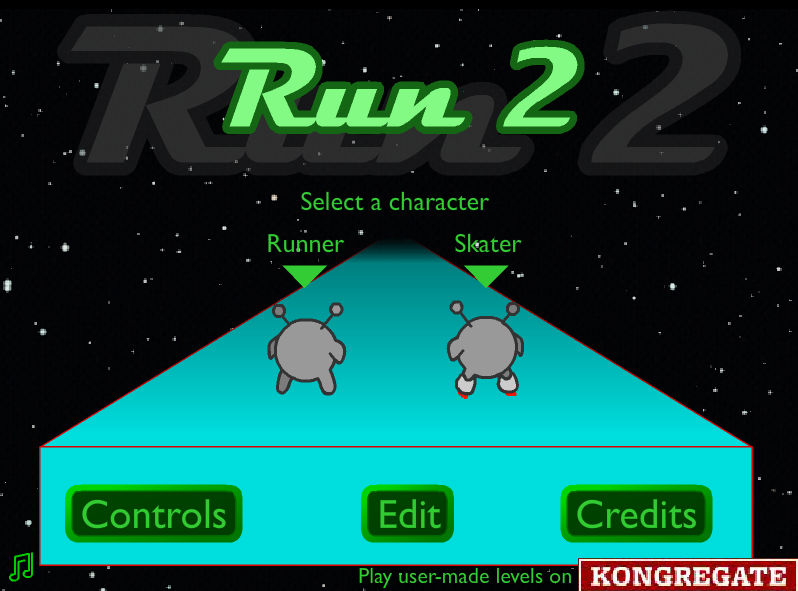 Run 2
Select a character
Runner Skater
Controls Edit Credits
Play user-made levels on KONGREGATE